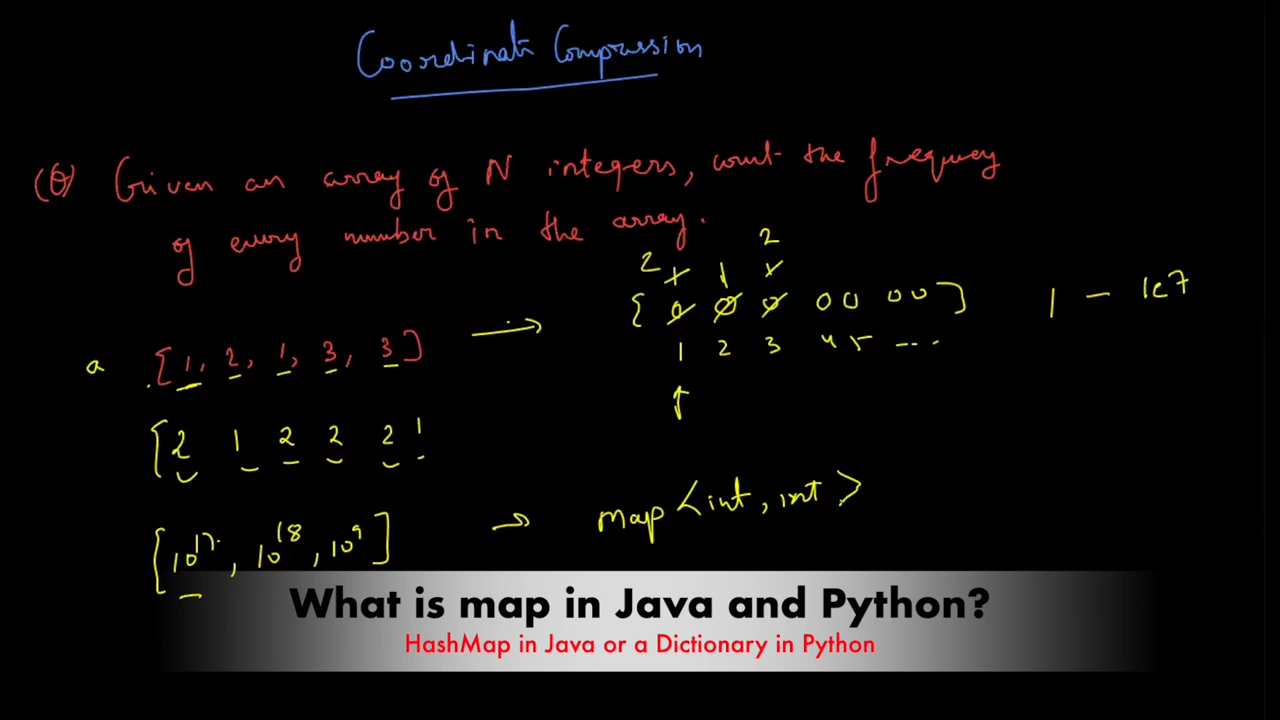 Coordinate Compression
(Q) Given an array of N integers, count the frequency
of every number in the array.
2 2
1 1 1
{ 0 0 0 0 0 0 0 } 1 - 1e7
1 2 3 4 5 ....
a [1, 2, 1, 3, 3] →
[2 1 2 2 2 1
[10^17, 10^18, 10^9] → map <int, int>
What is map in Java and Python?
HashMap in Java or a Dictionary in Python